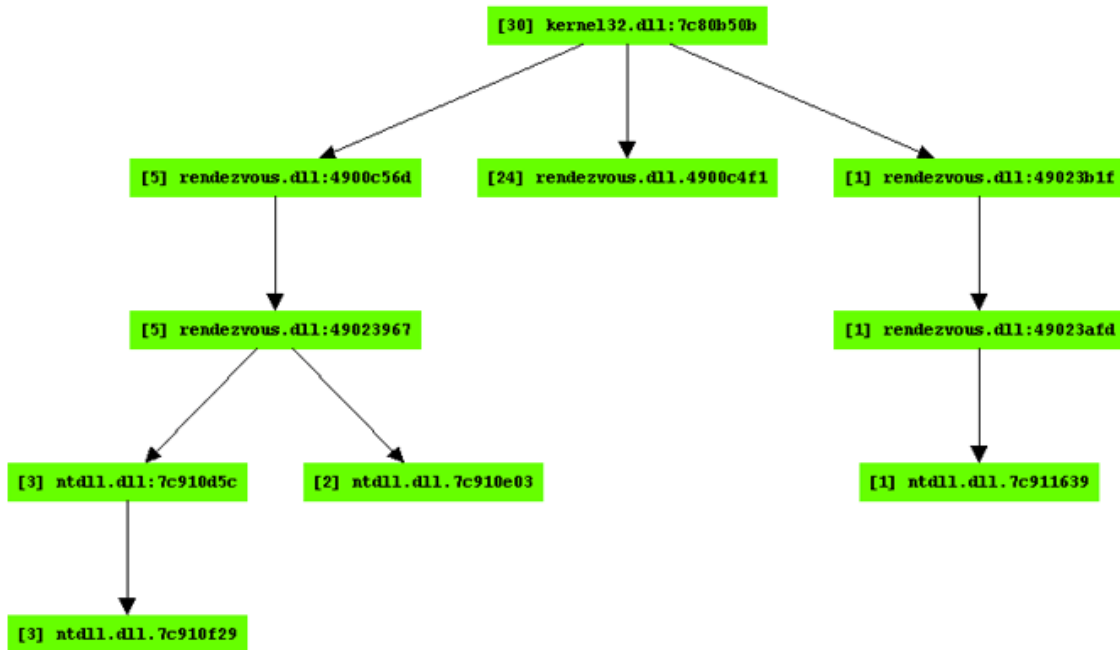 [30] kernel32.dll:7c80b50b
[5] rendezvous.dll:4900c56d
[24] rendezvous.dll.4900c4f1
[1] rendezvous.dll:49023b1f
[5] rendezvous.dll:49023967
[1] rendezvous.dll:49023afd
[3] ntdll.dll:7c910d5c
[2] ntdll.dll.7c910e03
[1] ntdll.dll.7c911639
[3] ntdll.dll.7c910f29